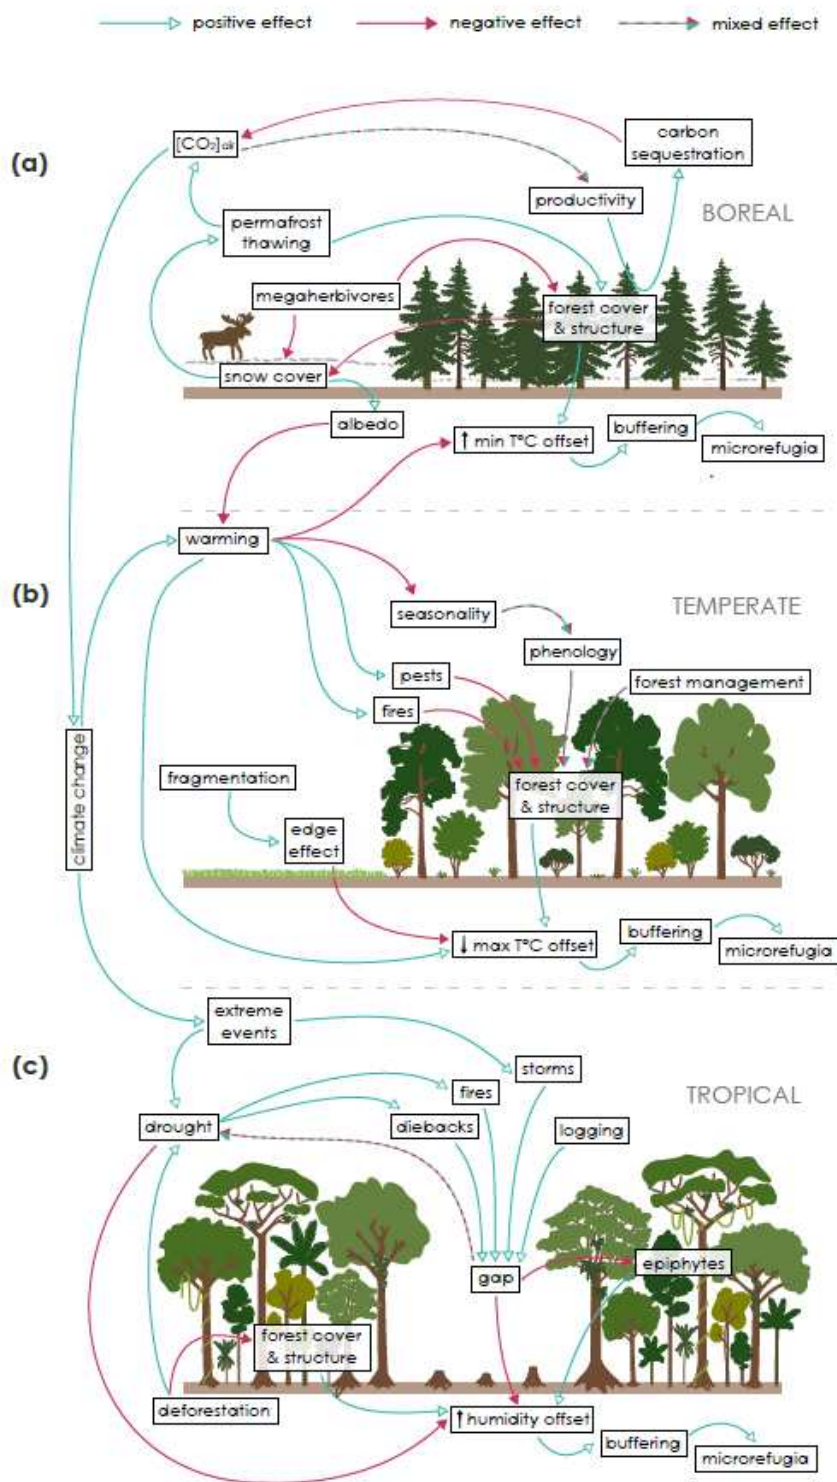 positive effect
negative effect
mixed effect
(a)
[CO₂]air
carbon
sequestration
productivity
BOREAL
permafrost
thawing
megaherbivores
forest cover
& structure
snow cover
albedo
↑ min T°C offset
buffering
microrefugia
warming
(b)
TEMPERATE
seasonality
phenology
pests
forest management
fires
climate change
fragmentation
forest cover
& structure
edge
effect
↓ max T°C offset
buffering
microrefugia
extreme
events
(c)
storms
TROPICAL
fires
drought
diebacks
logging
gap
epiphytes
forest cover
& structure
deforestation
↑ humidity offset
buffering
microrefugia